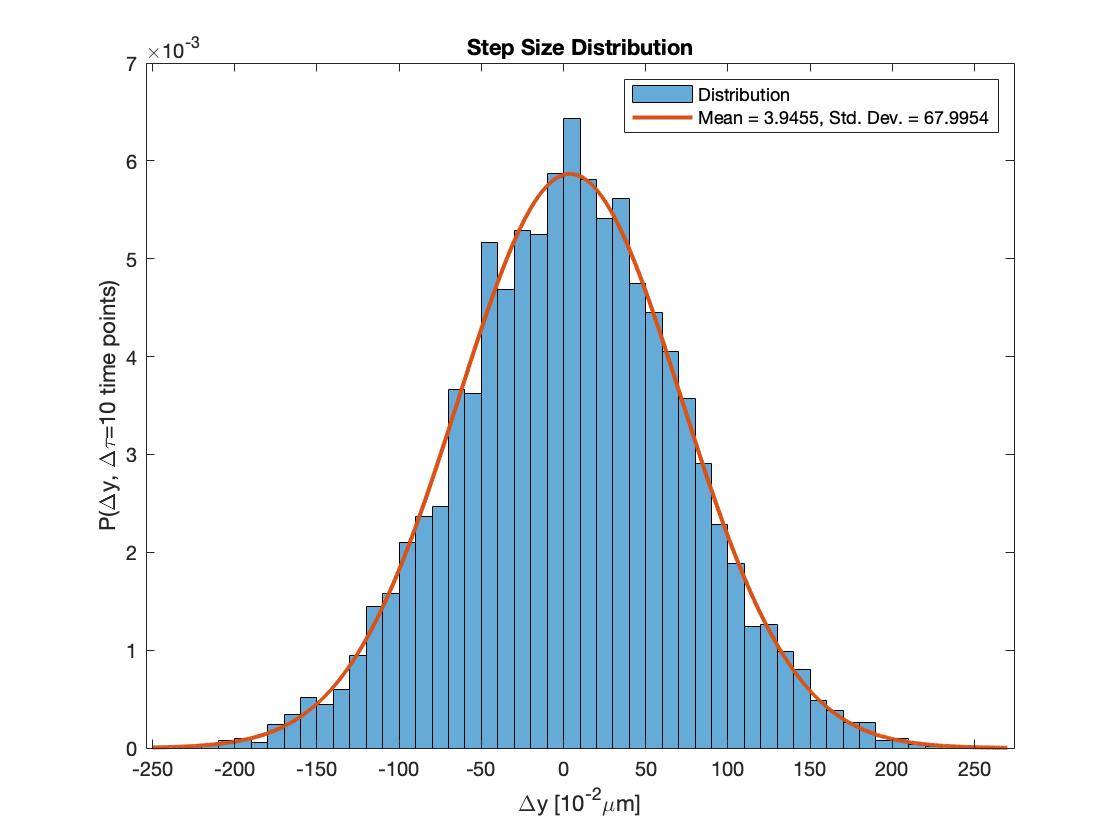 Step Size Distribution
×10⁻³
Distribution
Mean = 3.9455, Std. Dev. = 67.9954
7
6
5
4
3
2
1
0
P(Δy, Δτ=10 time points)
-250 -200 -150 -100 -50 0 50 100 150 200 250
Δy [10⁻²μm]